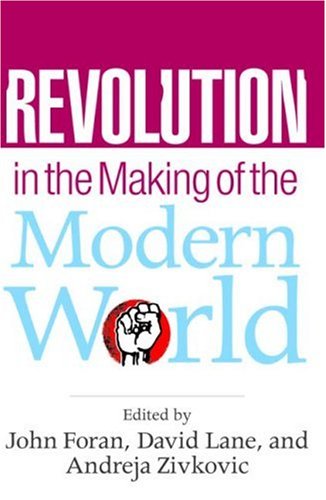 REVOLUTION
in the Making of the
Modern
World
Edited by
John Foran, David Lane, and
Andreja Zivkovic